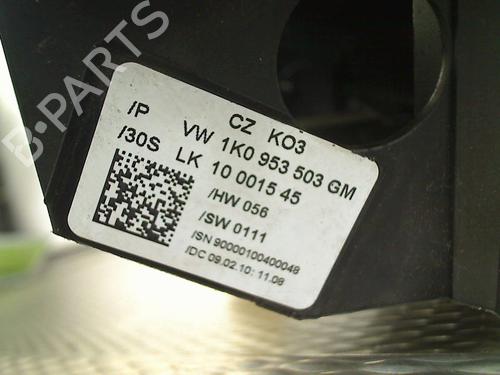 B-PARTS
CZ KO3
/P VW 1K0 953 503 GM
/30S LK 10 0015 45
/HW 056
/SW 0111
/SN 90000100400048
/DC 09.02.10; 11.08